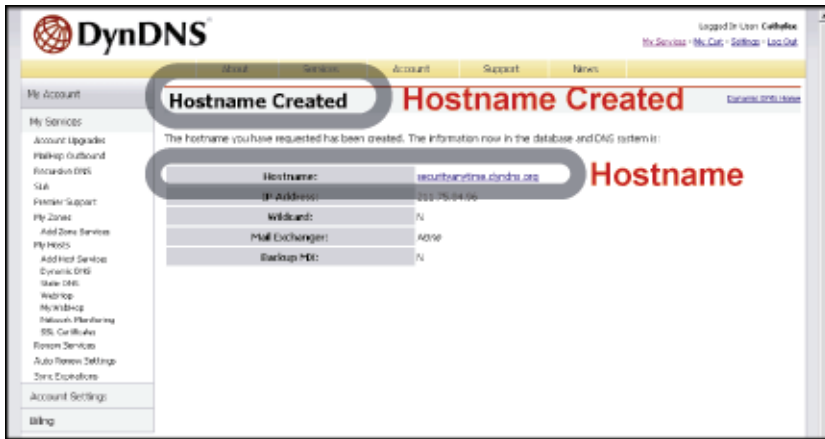 DynDNS
Logged In User: Catholex
My Services - My Cart - Settings - Log Out
About Services Account Support News
My Account
My Services
Account Upgrades
MailHop Outbound
Recursive DNS
SLA
Premier Support
My Zones
Add Zone Services
My Hosts
Add Host Services
Dynamic DNS
Static DNS
WebHop
MyWebHop
Network Monitoring
SSL Certificates
Renew Services
Auto Renew Settings
Sync Expirations
Account Settings
Billing
Hostname Created
Hostname Created
Dynamic DNS Home
The hostname you have requested has been created. The information now in the database and DNS system is:
Hostname: securityanytime.dyndns.org
Hostname
IP Address:
Wildcard: N
Mail Exchanger: None
Backup MX: N